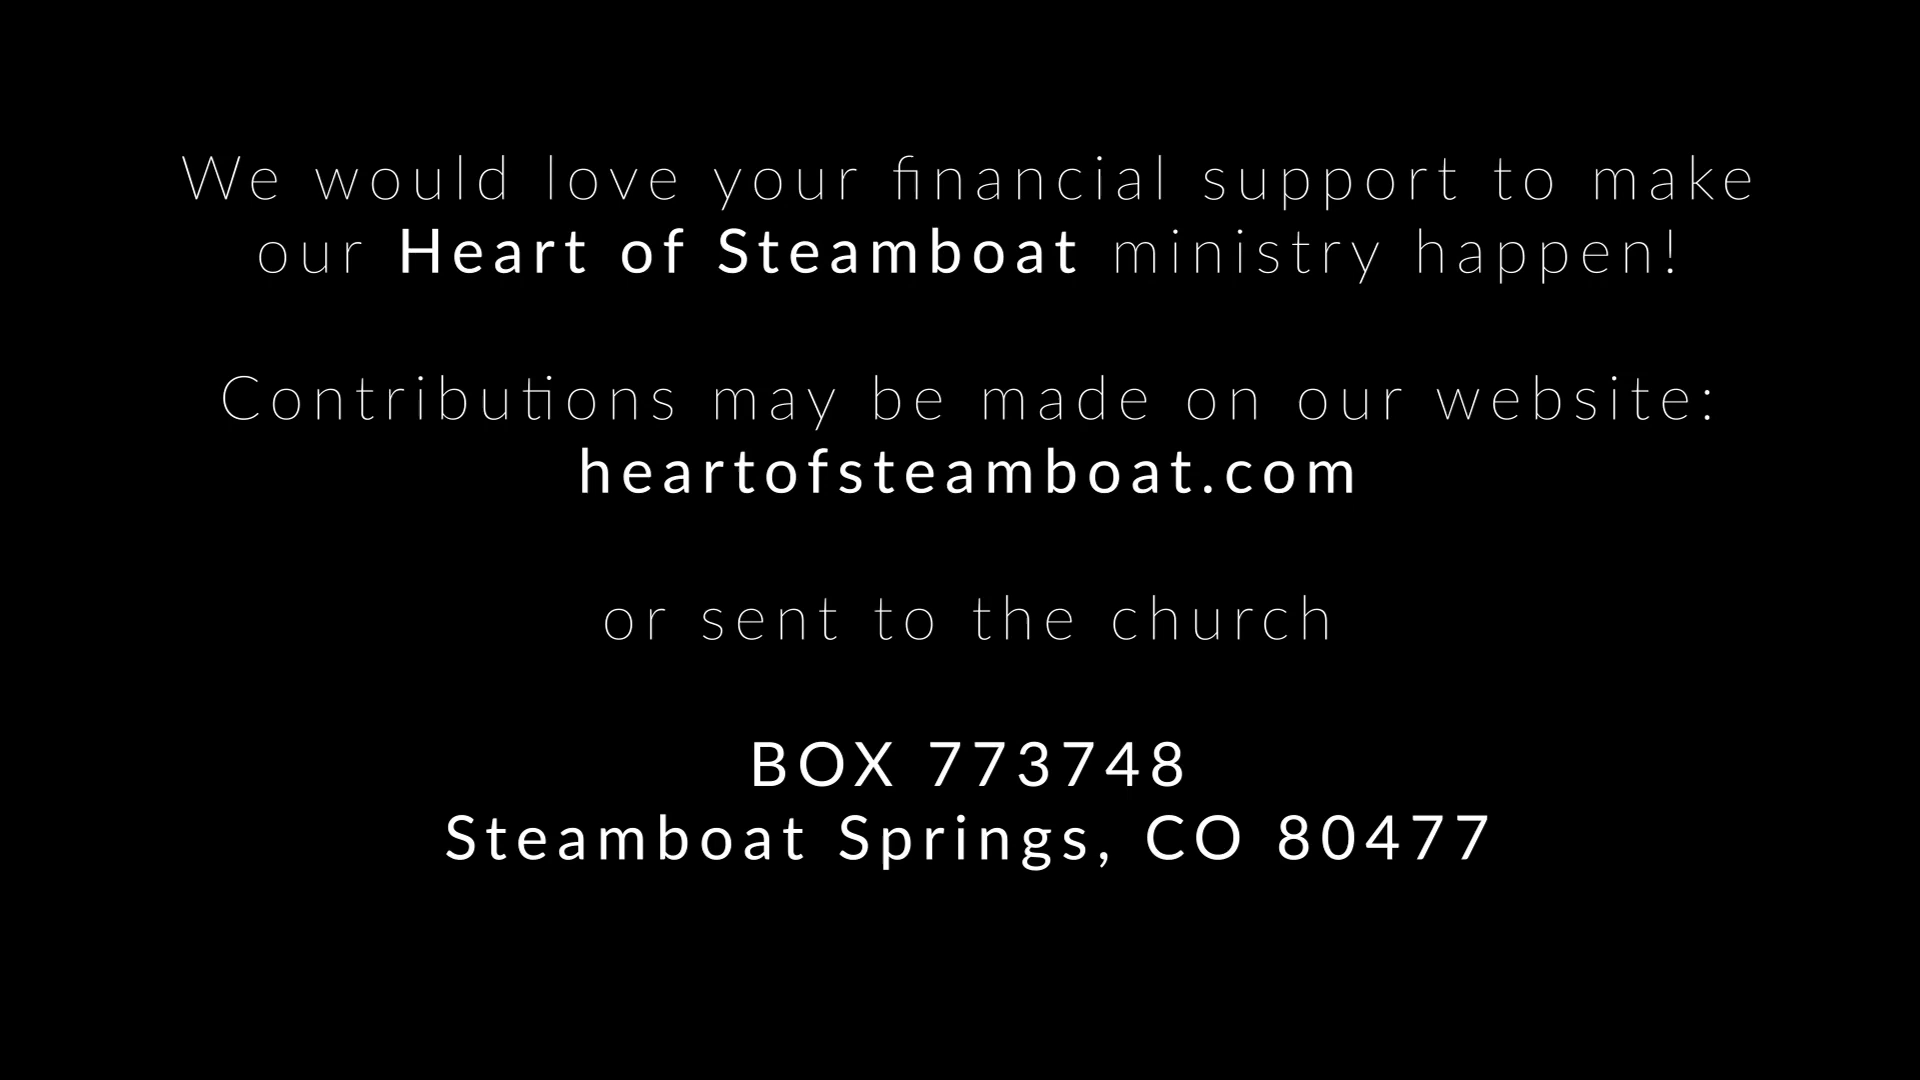 We would love your financial support to make
our Heart of Steamboat ministry happen!
Contributions may be made on our website:
heartofsteamboat.com
or sent to the church
BOX 773748
Steamboat Springs, CO 80477